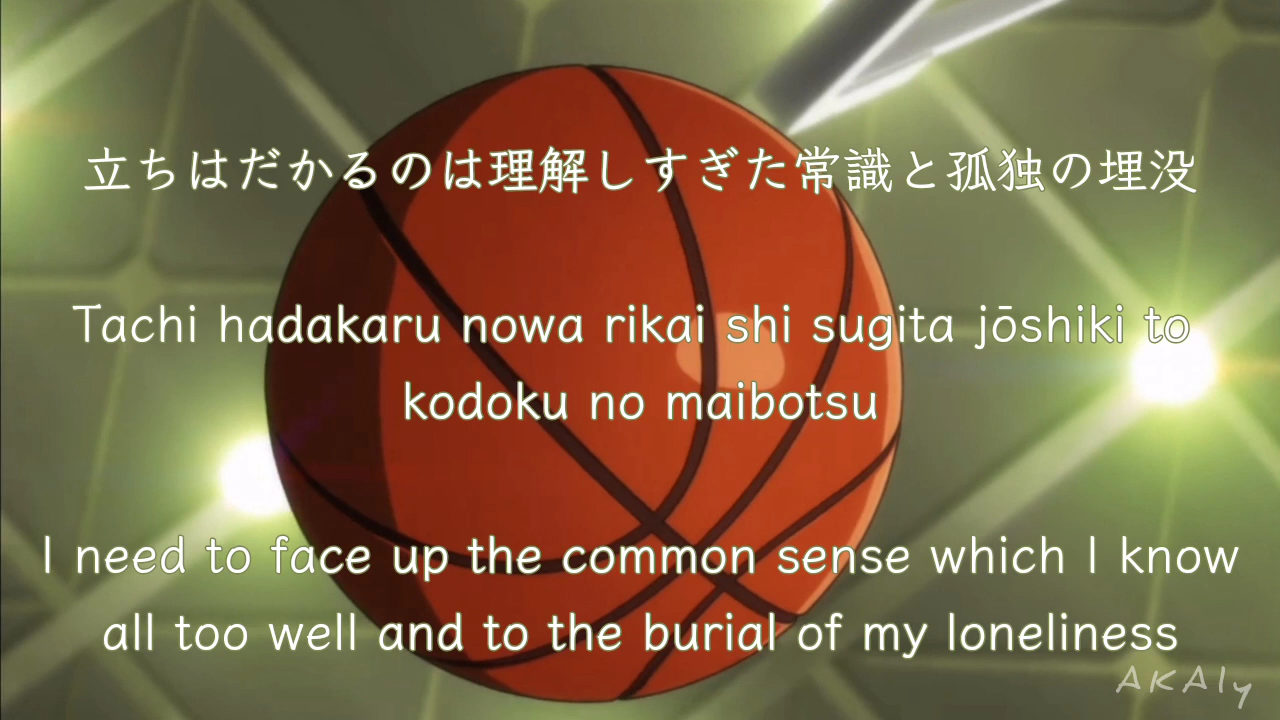 立ちはだかるのは理解しすぎた常識と孤独の埋没
Tachi hadakaru nowa rikai shi sugita jōshiki to
kodoku no maibotsu
I need to face up the common sense which I know
all too well and to the burial of my loneliness
AKAly